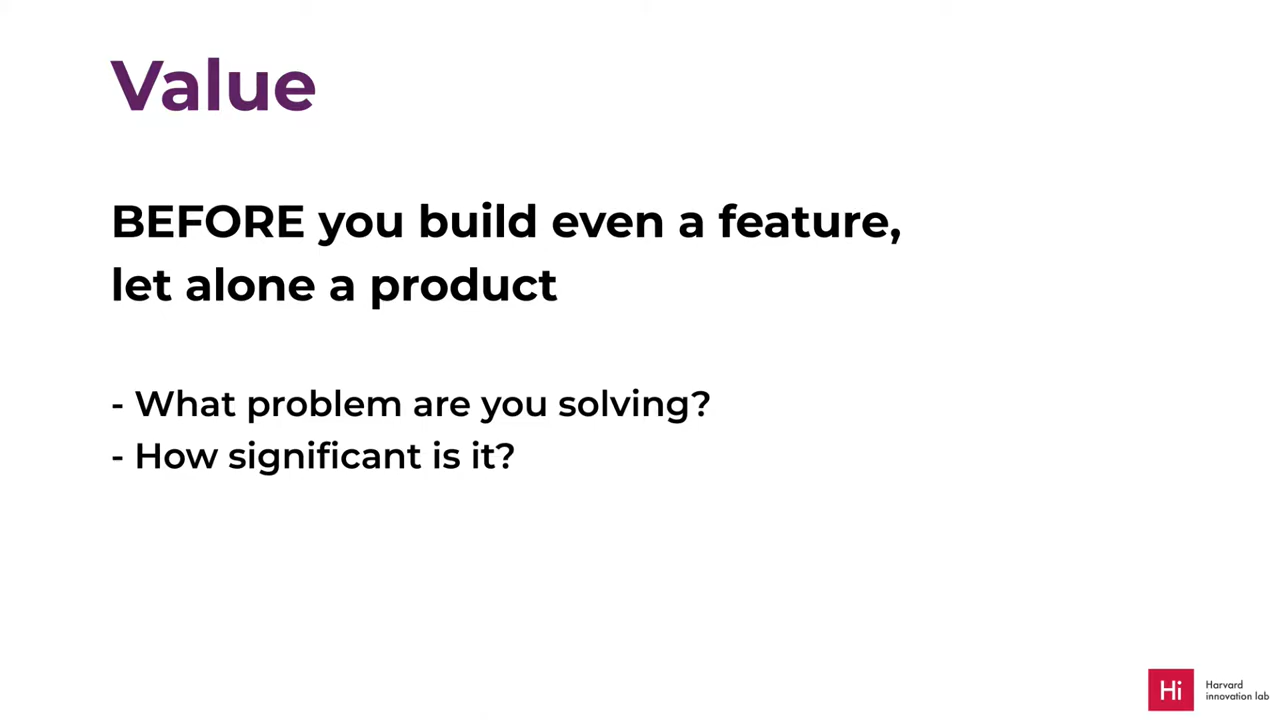 Value
BEFORE you build even a feature,
let alone a product
- What problem are you solving?
- How significant is it?
Hi
Harvard
innovation lab